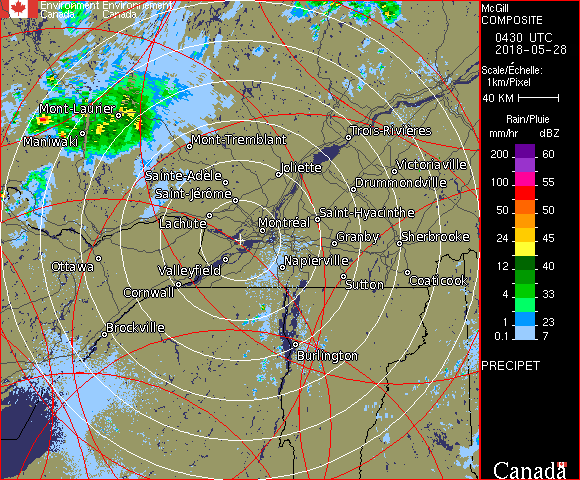 Environment Environnement
Canada Canada
Mont-Laurier
Maniwaki
Mont-Tremblant
Trois-Rivières
Joliette
Victoriaville
Sainte-Adèle
Drummondville
Saint-Jérôme
Saint-Hyacinthe
Lachute
Montréal
Granby
Sherbrooke
Ottawa
Valleyfield
Napierville
Cornwall
Sutton
Coaticook
Brockville
Burlington
McGill
COMPOSITE
0430 UTC
2018-05-28
Scale/Échelle:
1km/Pixel
40 KM
Rain/Pluie
mm/hr dBZ
200 60
100 55
50 50
24 45
12 40
4 33
1 23
0.1 7
PRECIPET
Canada